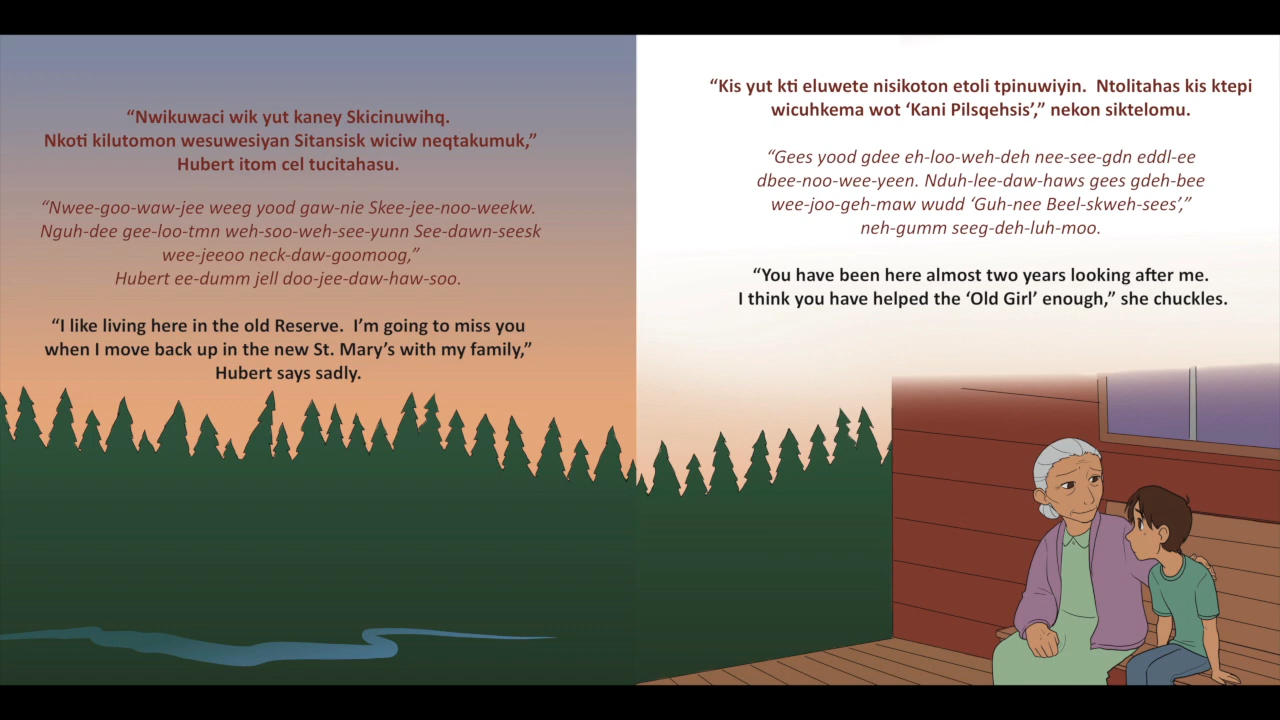 “Nwikuwaci wik yut kaney Skicinuwihq.
Nkoti kilutomon wesuwesiyan Sitansisk wiciw neqtakumuk,”
Hubert itom cel tucitahasu.
“Nwee-goo-waw-jee weeg yood gaw-nie Skee-jee-noo-weekw.
Nguh-dee gee-loo-tmn weh-soo-weh-see-yunn See-dawn-seesk
wee-jeeoo neck-daw-goomoog,”
Hubert ee-dumm jell doo-jee-daw-haw-soo.
“I like living here in the old Reserve.  I’m going to miss you
when I move back up in the new St. Mary’s with my family,”
Hubert says sadly.
“Kis yut kti eluwete nisikoton etoli tpinuwiyin.  Ntolitahas kis ktepi
wicuhkema wot ‘Kani Pilsqehsis’,” nekon siktelomu.
“Gees yood gdee eh-loo-weh-deh nee-see-gdn eddl-ee
dbee-noo-wee-yeen. Nduh-lee-daw-haws gees gdeh-bee
wee-joo-geh-maw wudd ‘Guh-nee Beel-skweh-sees’,”
neh-gumm seeg-deh-luh-moo.
“You have been here almost two years looking after me.
I think you have helped the ‘Old Girl’ enough,” she chuckles.